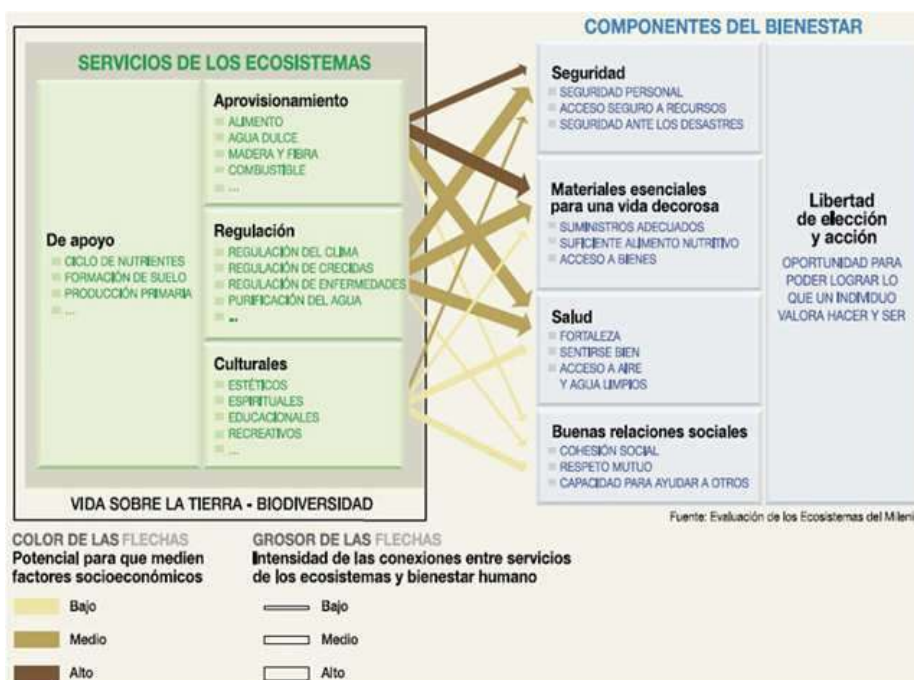 COMPONENTES DEL BIENESTAR
SERVICIOS DE LOS ECOSISTEMAS
De apoyo
CICLO DE NUTRIENTES
FORMACIÓN DE SUELO
PRODUCCIÓN PRIMARIA
...
Aprovisionamiento
ALIMENTO
AGUA DULCE
MADERA Y FIBRA
COMBUSTIBLE
...
Regulación
REGULACIÓN DEL CLIMA
REGULACIÓN DE CRECIDAS
REGULACIÓN DE ENFERMEDADES
PURIFICACIÓN DEL AGUA
...
Culturales
ESTÉTICOS
ESPIRITUALES
EDUCACIONALES
RECREATIVOS
...
VIDA SOBRE LA TIERRA - BIODIVERSIDAD
Seguridad
SEGURIDAD PERSONAL
ACCESO SEGURO A RECURSOS
SEGURIDAD ANTE LOS DESASTRES
Materiales esenciales
para una vida decorosa
SUMINISTROS ADECUADOS
SUFICIENTE ALIMENTO NUTRITIVO
ACCESO A BIENES
Salud
FORTALEZA
SENTIRSE BIEN
ACCESO A AIRE
Y AGUA LIMPIOS
Buenas relaciones sociales
COHESIÓN SOCIAL
RESPETO MUTUO
CAPACIDAD PARA AYUDAR A OTROS
Libertad
de elección
y acción
OPORTUNIDAD PARA
PODER LOGRAR LO
QUE UN INDIVIDUO
VALORA HACER Y SER
Fuente: Evaluación de los Ecosistemas del Mileni
COLOR DE LAS FLECHAS
Potencial para que medien
factores socioeconómicos
Bajo
Medio
Alto
GROSOR DE LAS FLECHAS
Intensidad de las conexiones entre servicios
de los ecosistemas y bienestar humano
Bajo
Medio
Alto